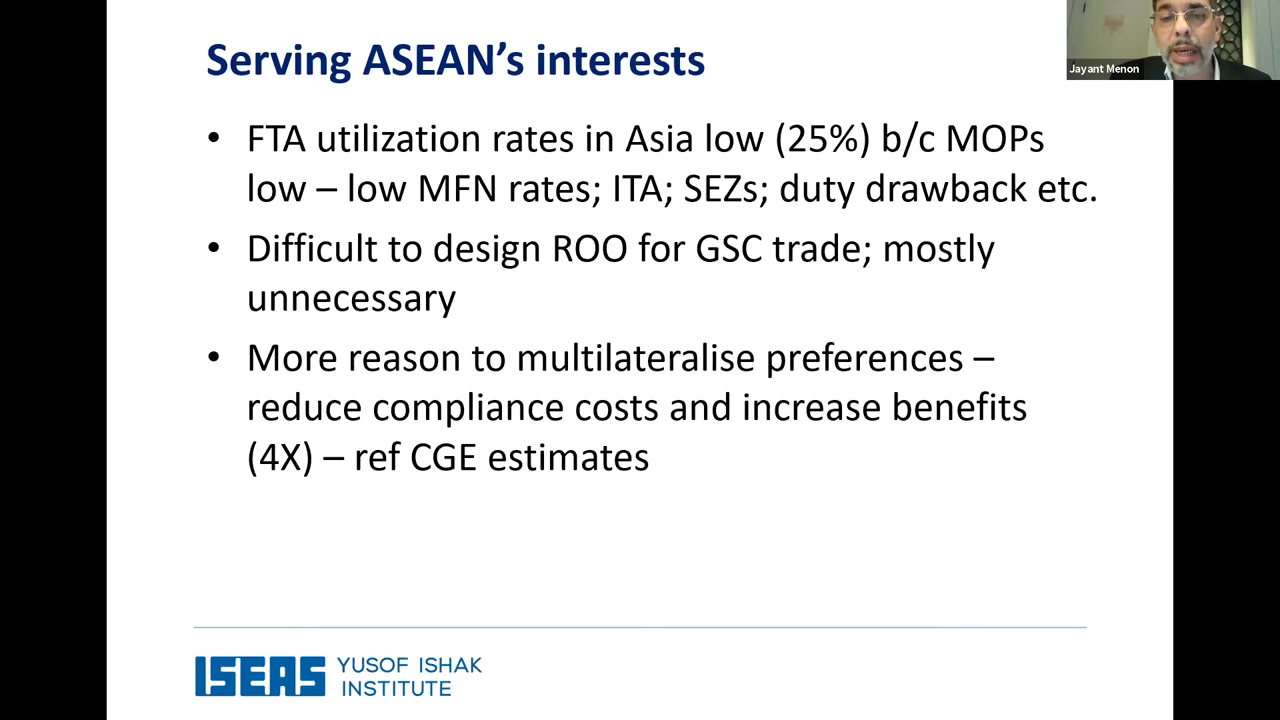 Serving ASEAN's interests
Jayant Menon
• FTA utilization rates in Asia low (25%) b/c MOPs
low – low MFN rates; ITA; SEZs; duty drawback etc.
• Difficult to design ROO for GSC trade; mostly
unnecessary
• More reason to multilateralise preferences –
reduce compliance costs and increase benefits
(4X) – ref CGE estimates
ISEAS YUSOF ISHAK
INSTITUTE